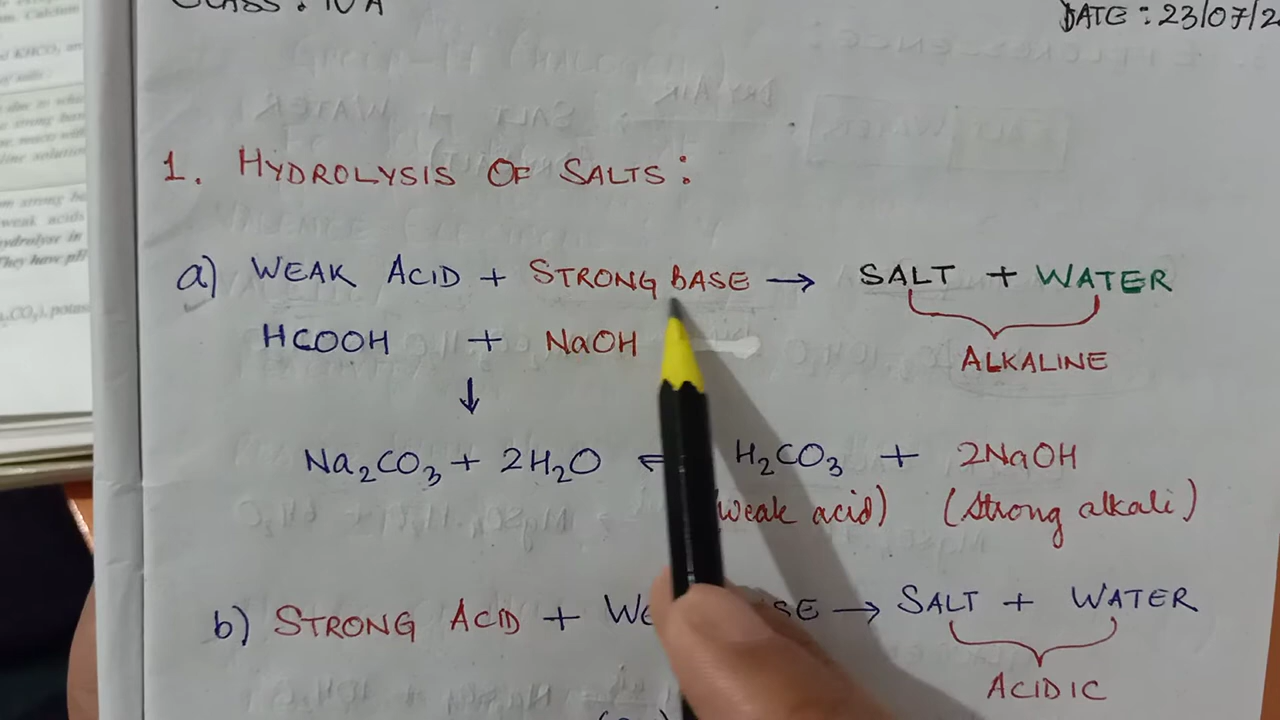 DATE : 23/07/2
1. HYDROLYSIS OF SALTS :
a) WEAK ACID + STRONG BASE → SALT + WATER
HCOOH + NaOH
ALKALINE
↓
Na₂CO₃ + 2H₂O H₂CO₃ + 2NaOH
(weak acid) (strong alkali)
b) STRONG ACID + → SALT + WATER
ACIDIC